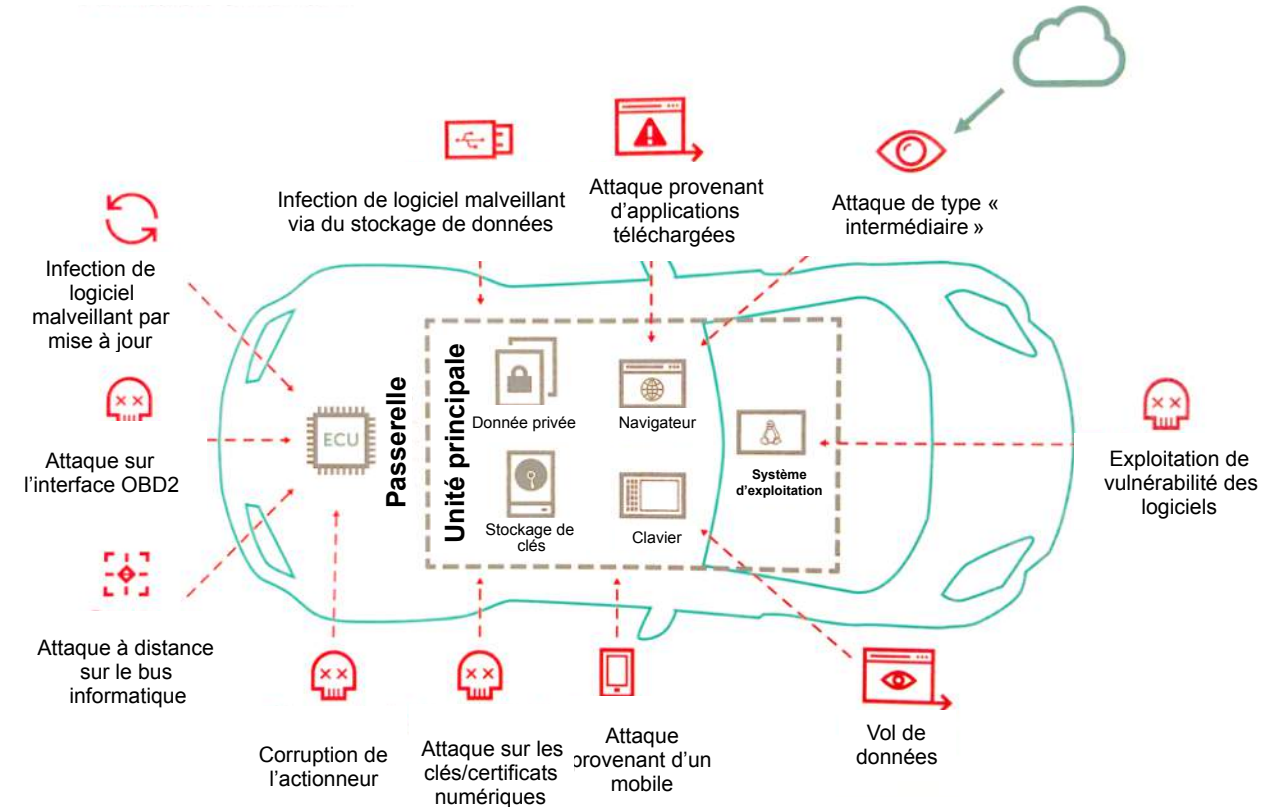 Infection de logiciel malveillant
via du stockage de données
Attaque provenant
d'applications
téléchargées
Attaque de type «
intermédiaire »
Infection de
logiciel
malveillant par
mise à jour
Attaque sur
l'interface OBD2
Attaque à distance
sur le bus
informatique
ECU
Passerelle
Unité principale
Donnée privée
Navigateur
Stockage de
clés
Clavier
Système
d'exploitation
Exploitation de
vulnérabilité des
logiciels
Corruption de
l'actionneur
Attaque sur les
clés/certificats
numériques
Attaque
provenant d'un
mobile
Vol de
données